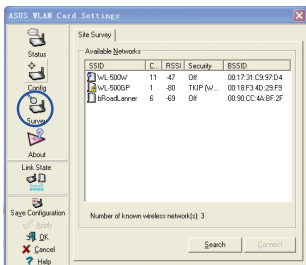 ASUS WLAN Card Settings
Status
Config
Survey
About
Link State
Save Configuration
Apply
OK
Cancel
Help
Site Survey
Available Networks
SSID C... RSSI Security BSSID
WL-500W 11 -47 Off 00:17:31:C9:97:D4
WL-500GP 1 -80 TKIP (W... 00:18:F3:4D:29:F9
bRoadLanner 6 -69 Off 00:90:CC:4A:BF:2F
Number of known wireless network(s): 3
Search Connect